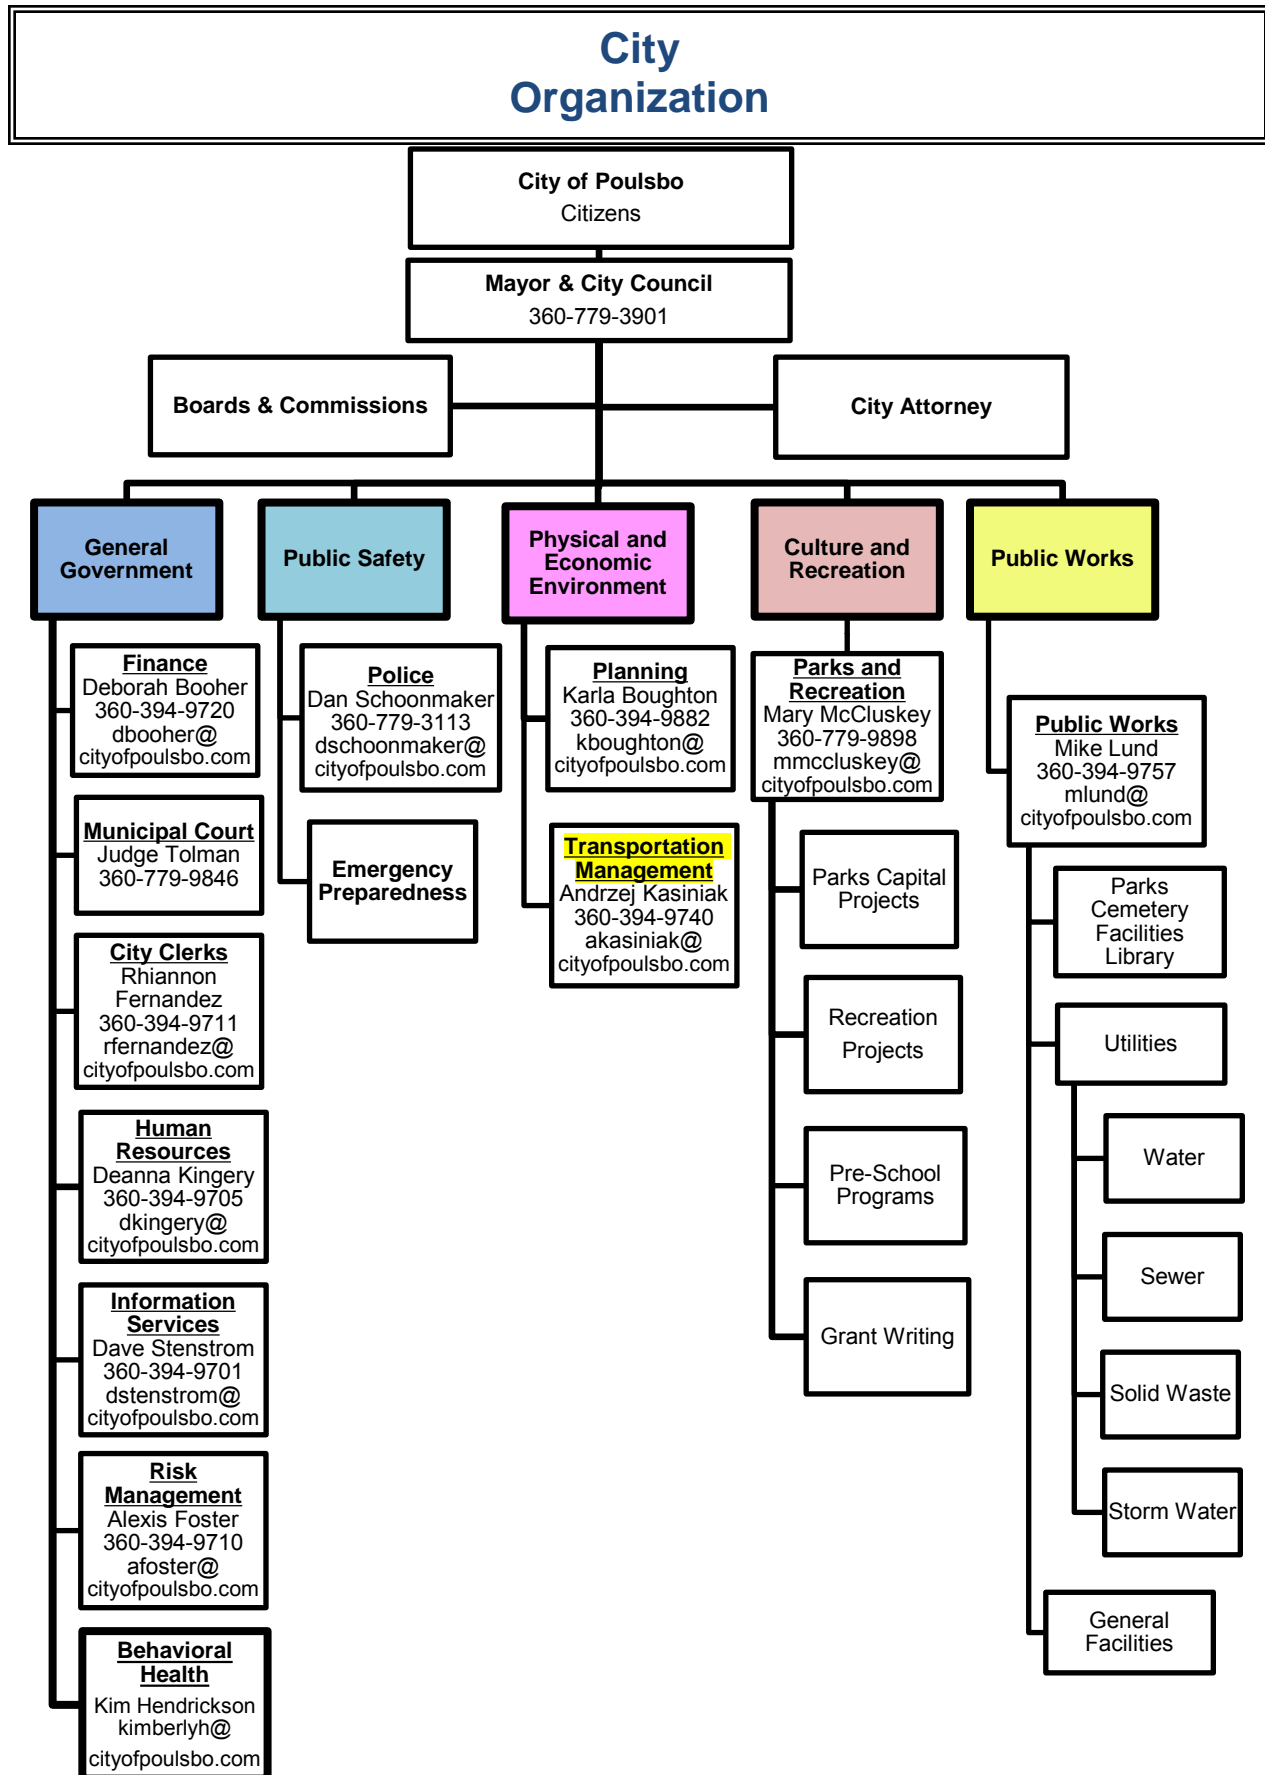 City
Organization
City of Poulsbo
Citizens
Mayor & City Council
360-779-3901
Boards & Commissions
City Attorney
General
Government
Public Safety
Physical and
Economic
Environment
Culture and
Recreation
Public Works
Finance
Deborah Booher
360-394-9720
dbooher@
cityofpoulsbo.com
Municipal Court
Judge Tolman
360-779-9846
City Clerks
Rhiannon
Fernandez
360-394-9711
rfernandez@
cityofpoulsbo.com
Human
Resources
Deanna Kingery
360-394-9705
dkingery@
cityofpoulsbo.com
Information
Services
Dave Stenstrom
360-394-9701
dstenstrom@
cityofpoulsbo.com
Risk
Management
Alexis Foster
360-394-9710
afoster@
cityofpoulsbo.com
Behavioral
Health
Kim Hendrickson
kimberlyh@
cityofpoulsbo.com
Police
Dan Schoonmaker
360-779-3113
dschoonmaker@
cityofpoulsbo.com
Emergency
Preparedness
Planning
Karla Boughton
360-394-9882
kboughton@
cityofpoulsbo.com
Transportation
Management
Andrzej Kasiniak
360-394-9740
akasiniak@
cityofpoulsbo.com
Parks and
Recreation
Mary McCluskey
360-779-9898
mmccluskey@
cityofpoulsbo.com
Parks Capital
Projects
Recreation
Projects
Pre-School
Programs
Grant Writing
Public Works
Mike Lund
360-394-9757
mlund@
cityofpoulsbo.com
Parks
Cemetery
Facilities
Library
Utilities
Water
Sewer
Solid Waste
Storm Water
General
Facilities